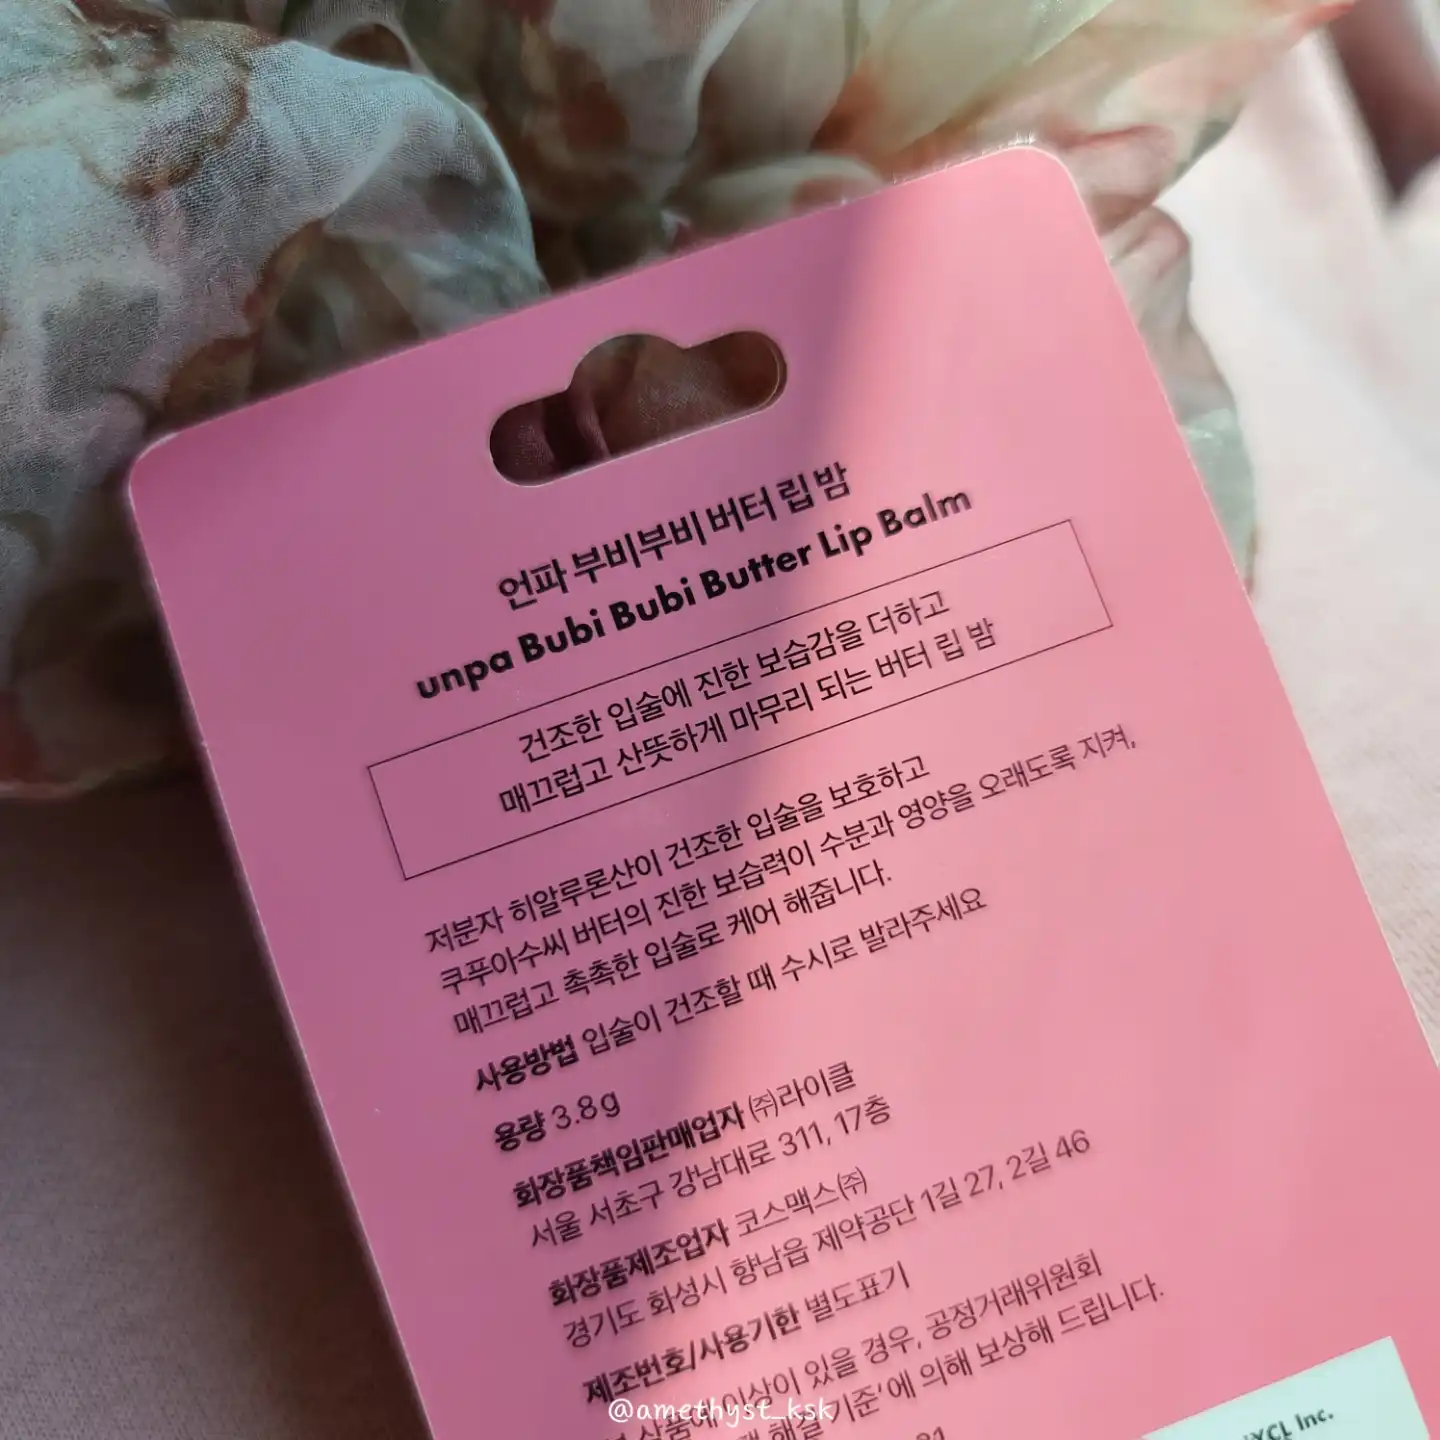 언파 부비부비 버터 립 밤
unpa Bubi Bubi Butter Lip Balm
건조한 입술에 진한 보습감을 더하고
매끄럽고 산뜻하게 마무리 되는 버터 립 밤
저분자 히알루론산이 건조한 입술을 보호하고
쿠푸아수씨 버터의 진한 보습력이 수분과 영양을 오래도록 지켜,
매끄럽고 촉촉한 입술로 케어 해줍니다.
사용방법 입술이 건조할 때 수시로 발라주세요
용량 3.8g
화장품책임판매업자 ㈜라이클
서울 서초구 강남대로 311, 17층
화장품제조업자 코스맥스㈜
경기도 화성시 향남읍 제약공단 1길 27, 2길 46
제조번호/사용기한 별도표기
상품에 이상이 있을 경우, 공정거래위원회
해결 기준'에 의해 보상해 드립니다.
@amethyst_ksk
Inc.